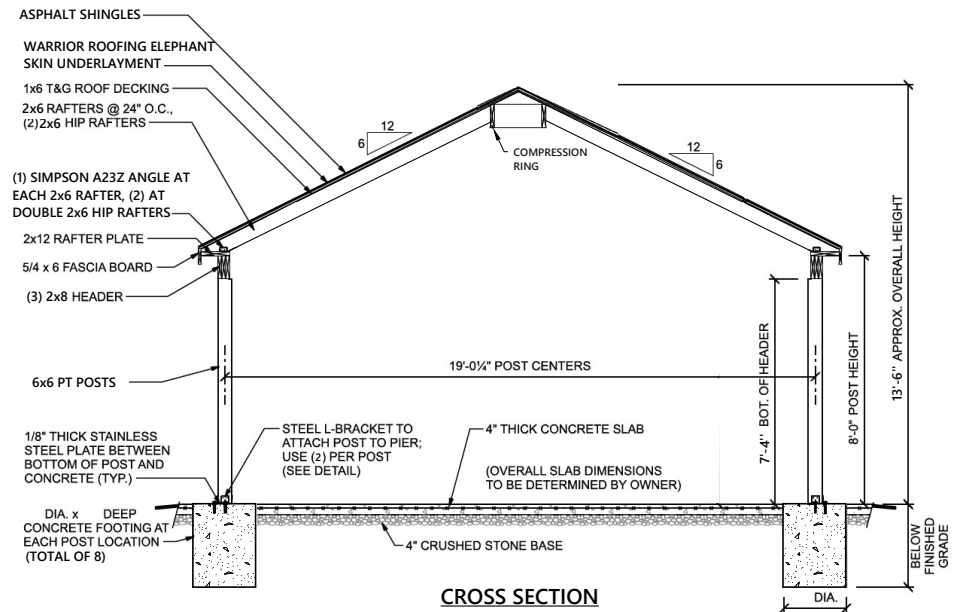 ASPHALT SHINGLES
WARRIOR ROOFING ELEPHANT
SKIN UNDERLAYMENT
1x6 T&G ROOF DECKING
2x6 RAFTERS @ 24" O.C.,
(2)2x6 HIP RAFTERS
(1) SIMPSON A23Z ANGLE AT
EACH 2x6 RAFTER, (2) AT
DOUBLE 2x6 HIP RAFTERS
2x12 RAFTER PLATE
5/4 x 6 FASCIA BOARD
(3) 2x8 HEADER
6x6 PT POSTS
1/8" THICK STAINLESS
STEEL PLATE BETWEEN
BOTTOM OF POST AND
CONCRETE (TYP.)
DIA. x DEEP
CONCRETE FOOTING AT
EACH POST LOCATION
(TOTAL OF 8)
12
6
COMPRESSION
RING
12
6
19'-0¼" POST CENTERS
STEEL L-BRACKET TO
ATTACH POST TO PIER;
USE (2) PER POST
(SEE DETAIL)
4" THICK CONCRETE SLAB
(OVERALL SLAB DIMENSIONS
TO BE DETERMINED BY OWNER)
4" CRUSHED STONE BASE
7'-4" BOT. OF HEADER
8'-0" POST HEIGHT
13'-6" APPROX. OVERALL HEIGHT
BELOW
FINISHED
GRADE
DIA.
CROSS SECTION